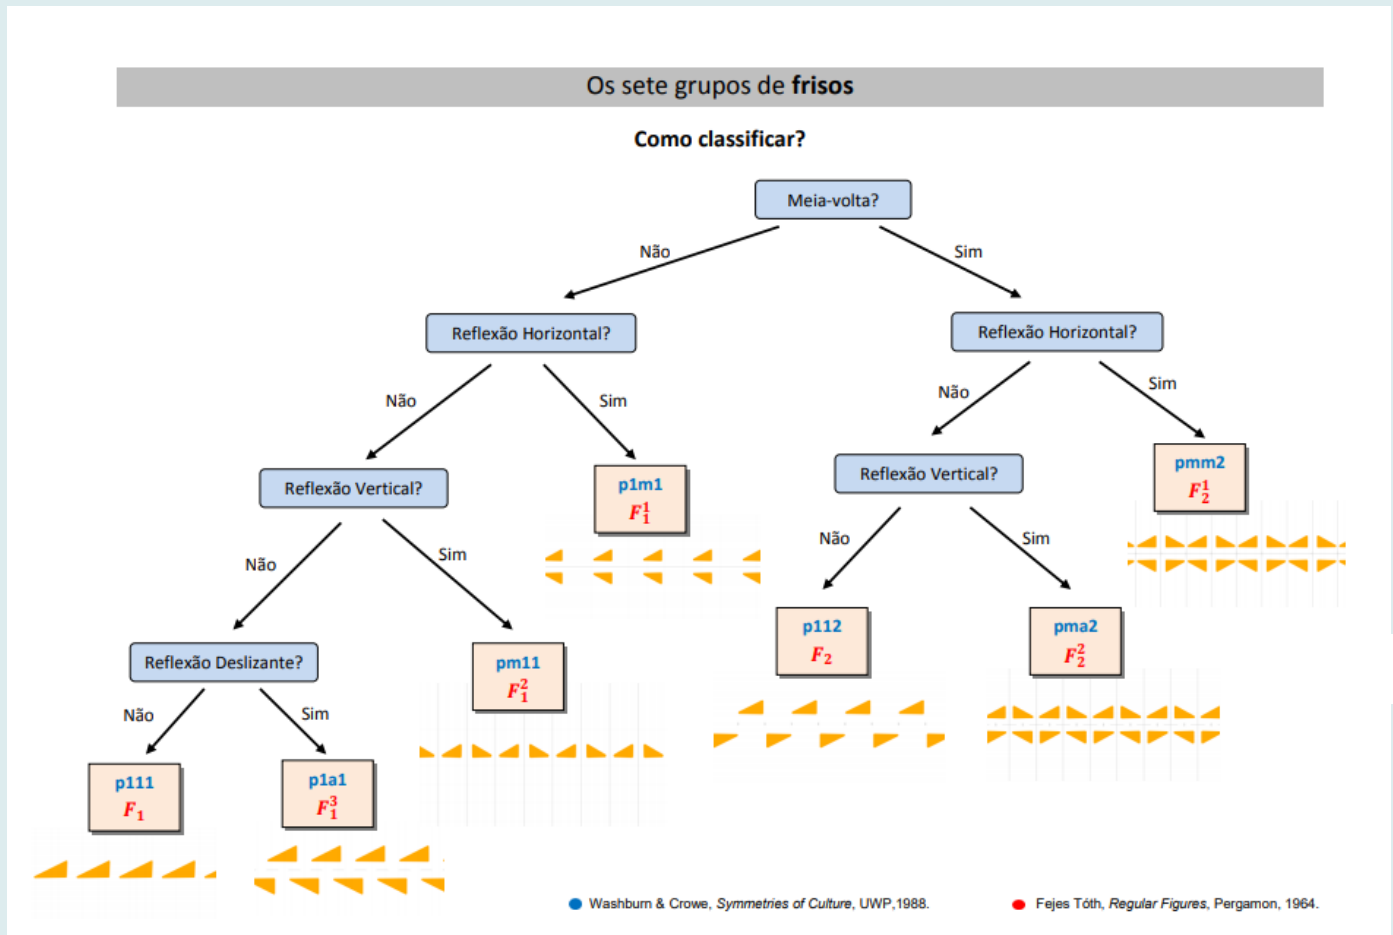 Os sete grupos de frisos
Como classificar?
Meia-volta?
Não
Sim
Reflexão Horizontal?
Reflexão Horizontal?
Não
Sim
Não
Sim
Reflexão Vertical?
p1m1
F₁¹
Reflexão Vertical?
pmm2
F₂¹
Não
Sim
Não
Sim
Reflexão Deslizante?
pm11
F₁²
p112
F₂
pma2
F₂²
Não
Sim
p111
F₁
p1a1
F₁³
Washburn & Crowe, Symmetries of Culture, UWP,1988.
Fejes Tóth, Regular Figures, Pergamon, 1964.